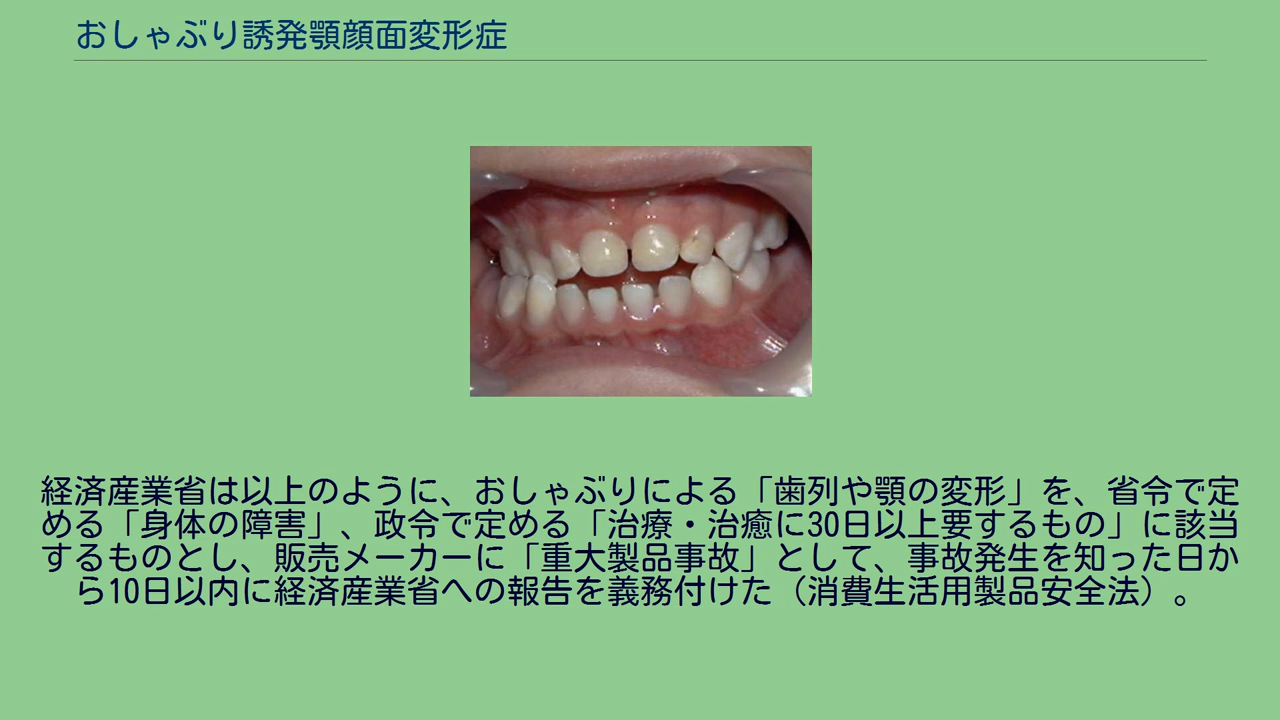 おしゃぶり誘発顎顔面変形症
経済産業省は以上のように、おしゃぶりによる「歯列や顎の変形」を、省令で定
める「身体の障害」、政令で定める「治療・治癒に30日以上要するもの」に該当
するものとし、販売メーカーに「重大製品事故」として、事故発生を知った日か
ら10日以内に経済産業省への報告を義務付けた（消費生活用製品安全法）。